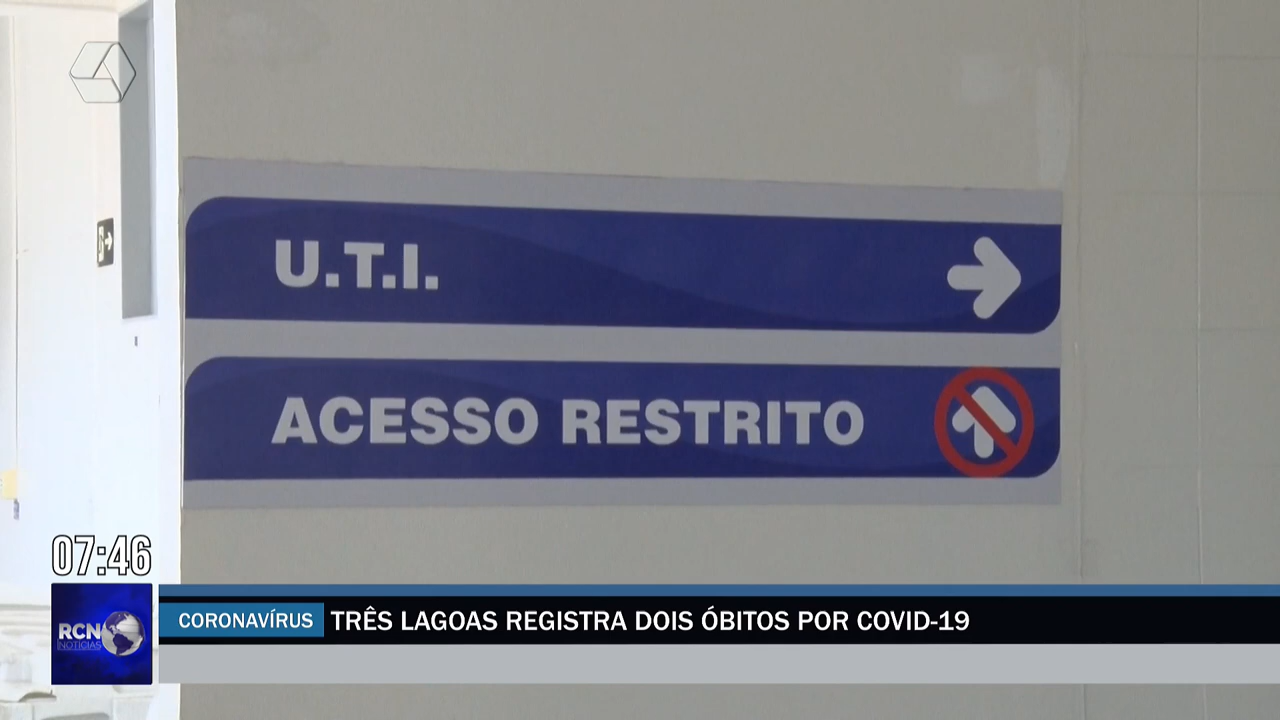 U.T.I.
ACESSO RESTRITO
07:46
RCN
NOTÍCIAS
CORONAVÍRUS
TRÊS LAGOAS REGISTRA DOIS ÓBITOS POR COVID-19